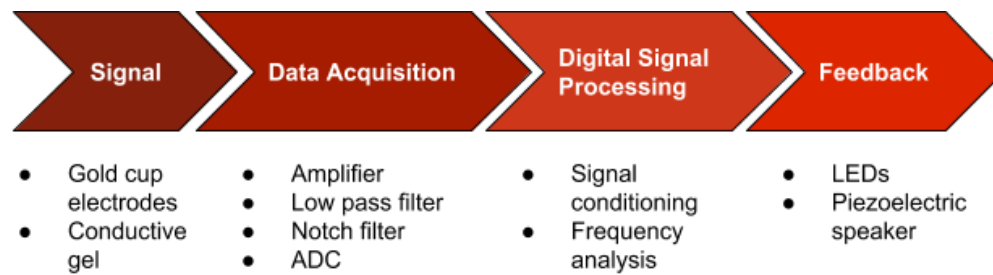 Signal
Data Acquisition
Digital Signal
Processing
Feedback
● Gold cup
electrodes
● Conductive
gel
● Amplifier
● Low pass filter
● Notch filter
● ADC
● Signal
conditioning
● Frequency
analysis
● LEDs
● Piezoelectric
speaker